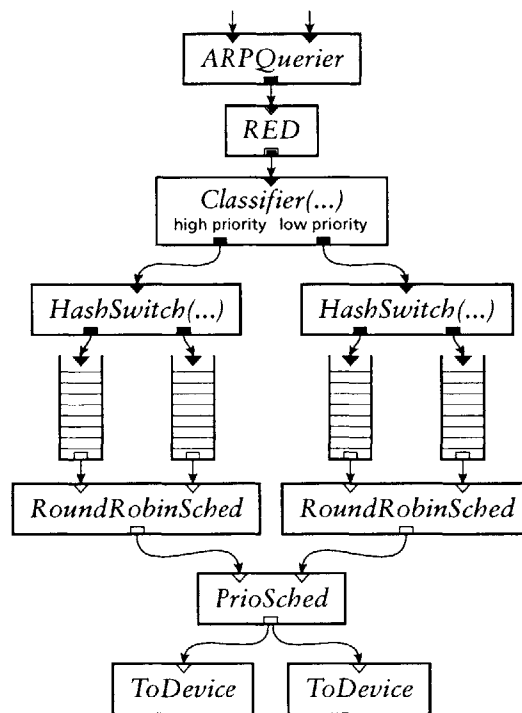 ARPQuerier
RED
Classifier(...)
high priority low priority
HashSwitch(...) HashSwitch(...)
RoundRobinSched RoundRobinSched
PrioSched
ToDevice ToDevice